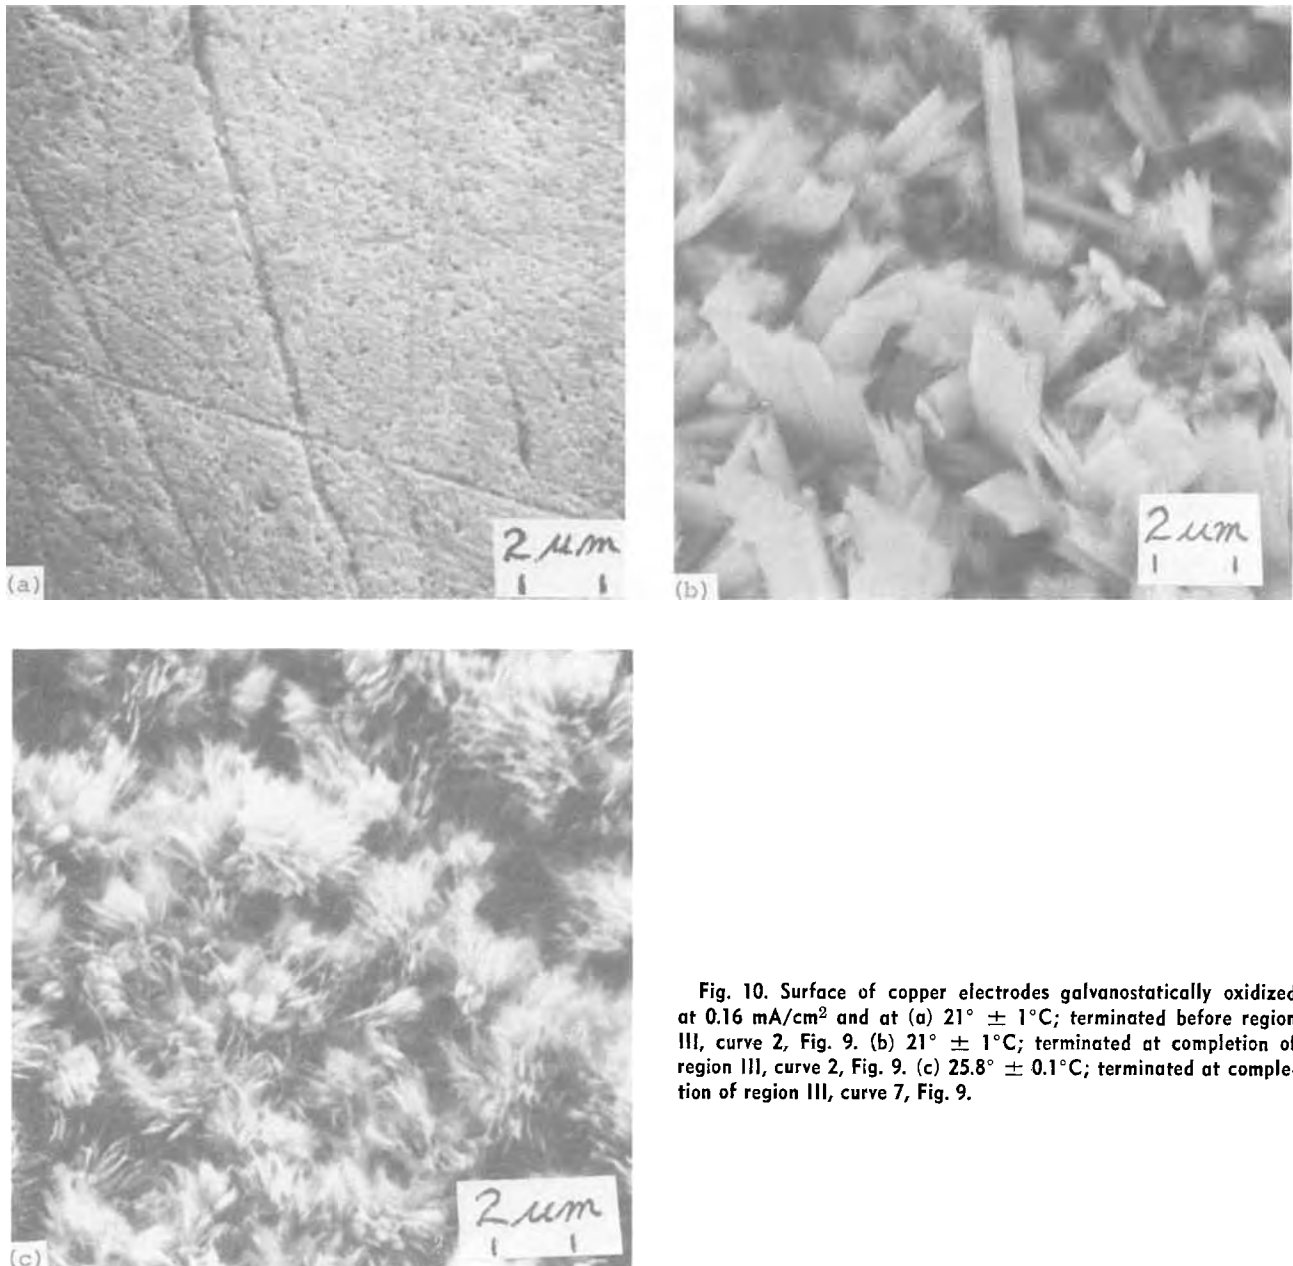 2 um
(a)
2 um
(b)
2 um
(c)
Fig. 10. Surface of copper electrodes galvanostatically oxidized
at 0.16 mA/cm² and at (a) 21° ± 1°C; terminated before region
III, curve 2, Fig. 9. (b) 21° ± 1°C; terminated at completion of
region III, curve 2, Fig. 9. (c) 25.8° ± 0.1°C; terminated at comple-
tion of region III, curve 7, Fig. 9.